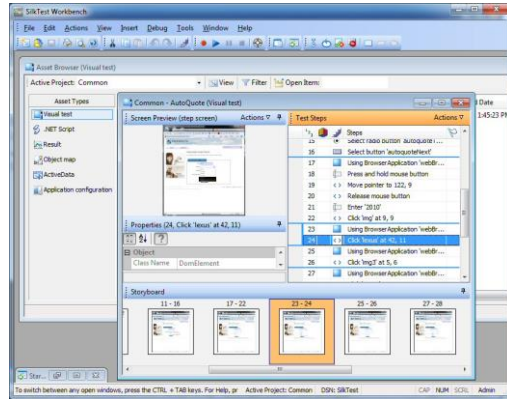 SilkTest Workbench
File Edit Actions View Insert Debug Tools Window Help
Asset Browser (Visual test)
Active Project: Common View Filter Open Item:
Asset Types
Visual test
.NET Script
Result
Object map
ActiveData
Application configuration
d Date
1:45:23 PM
Common - AutoQuote (Visual test)
Screen Preview (step screen) Actions
Test Steps Actions
Steps
15 Select radio button 'autoquote:...
16 Select button 'autoquoteNext'
17 Using BrowserApplication 'webBr...
18 Press and hold mouse button
19 Move pointer to 122, 9
20 Release mouse button
21 Enter '2010'
22 Click 'img' at 9, 9
23 Using BrowserApplication 'webBr...
24 Click 'lexus' at 42, 11
25 Using BrowserApplication 'webBr...
26 Click 'img3' at 5, 6
27 Using BrowserApplication 'webBr...
Properties (24, Click 'lexus' at 42, 11)
Object
Class Name DomElement
Storyboard
11 - 16 17 - 22 23 - 24 25 - 26 27 - 28
Star...
To switch between any open windows, press the CTRL + TAB keys. For Help, pr Active Project: Common DSN: SilkTest CAP NUM SCRL Admin